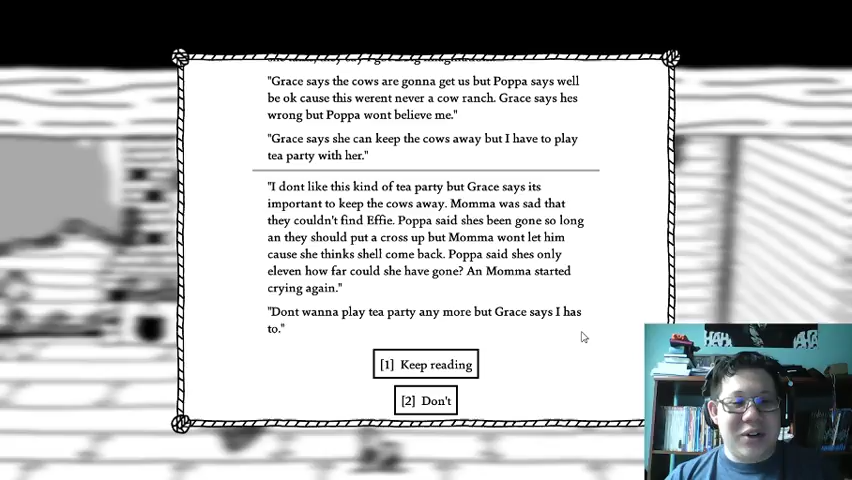 "Grace says the cows are gonna get us but Poppa says well
be ok cause this werent never a cow ranch. Grace says hes
wrong but Poppa wont believe me."
"Grace says she can keep the cows away but I have to play
tea party with her."
"I dont like this kind of tea party but Grace says its
important to keep the cows away. Momma was sad that
they couldn't find Effie. Poppa said shes been gone so long
an they should put a cross up but Momma wont let him
cause she thinks shell come back. Poppa said shes only
eleven how far could she have gone? An Momma started
crying again."
"Dont wanna play tea party any more but Grace says I has
to."
[1] Keep reading
[2] Don't